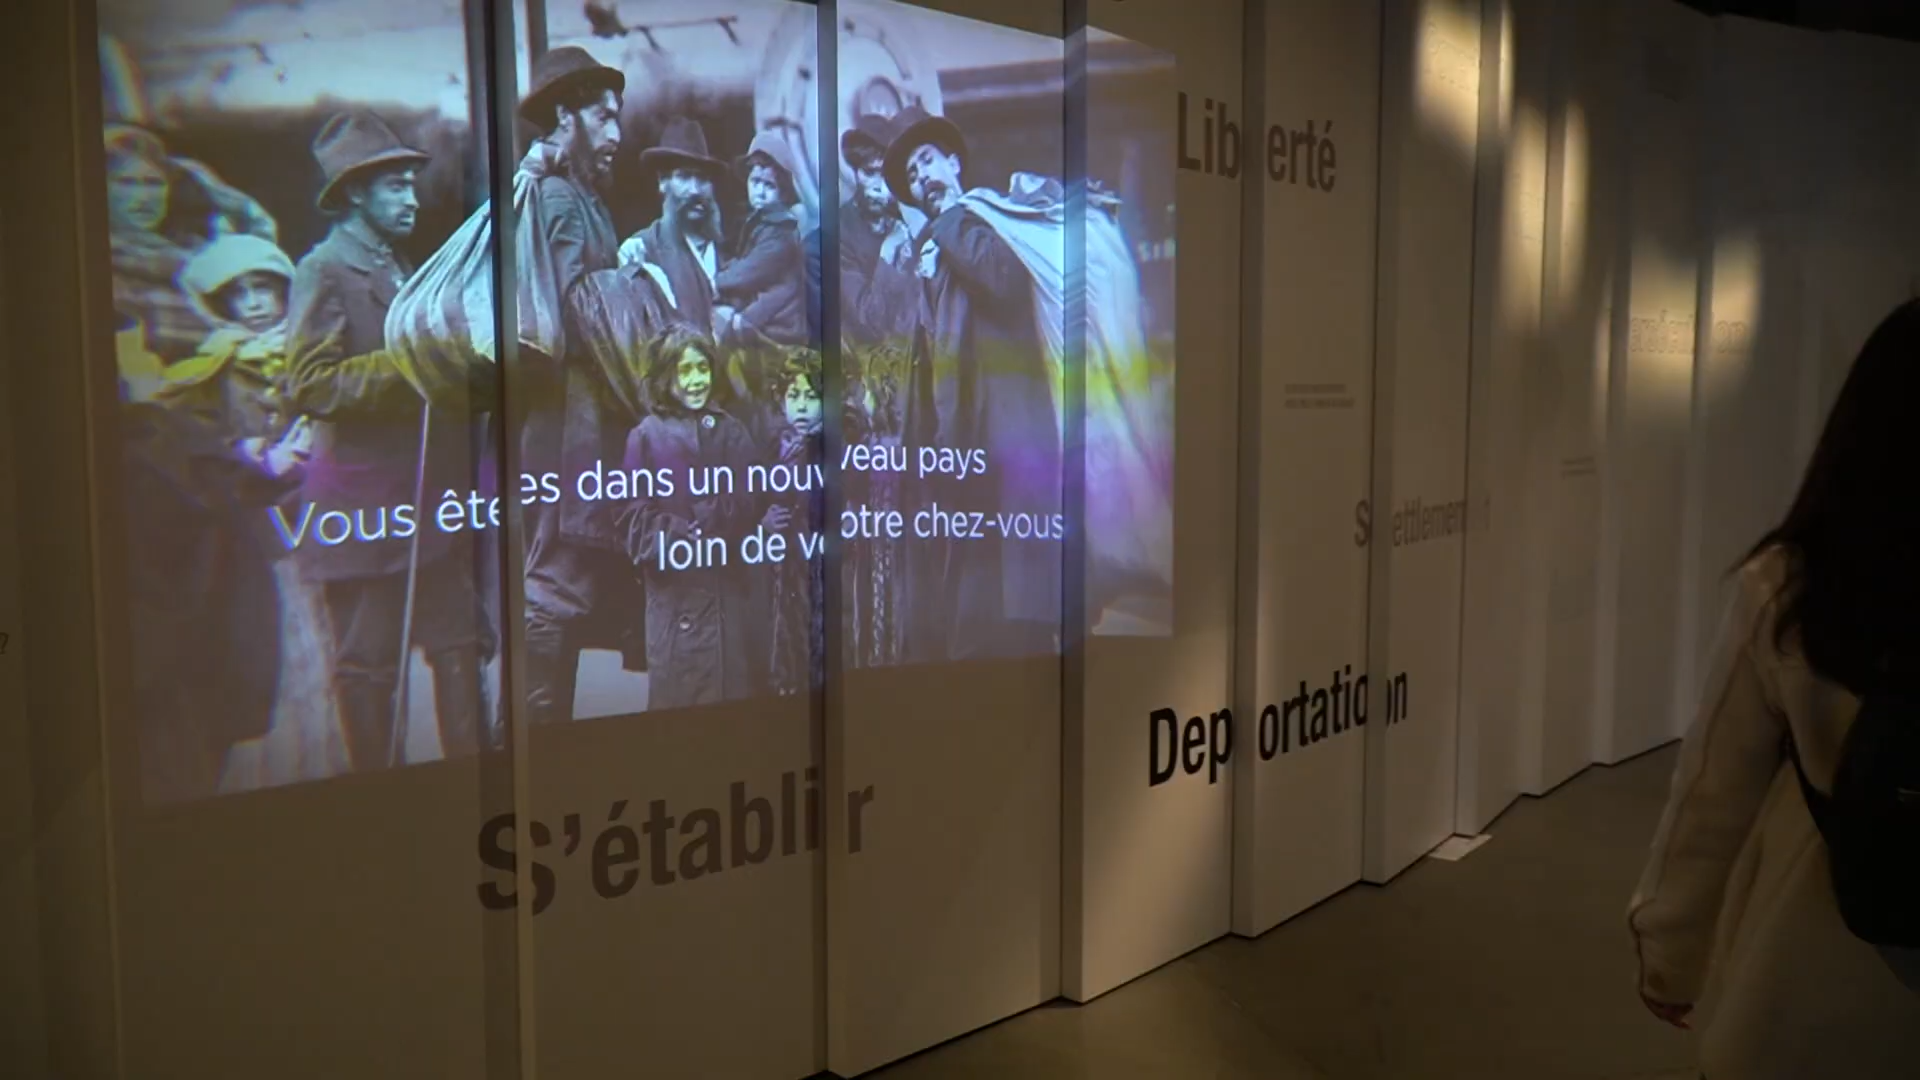 Vous êtes dans un nouveau pays
loin de votre chez-vous
Liberté
Settlement
Deportation
S'établir
?